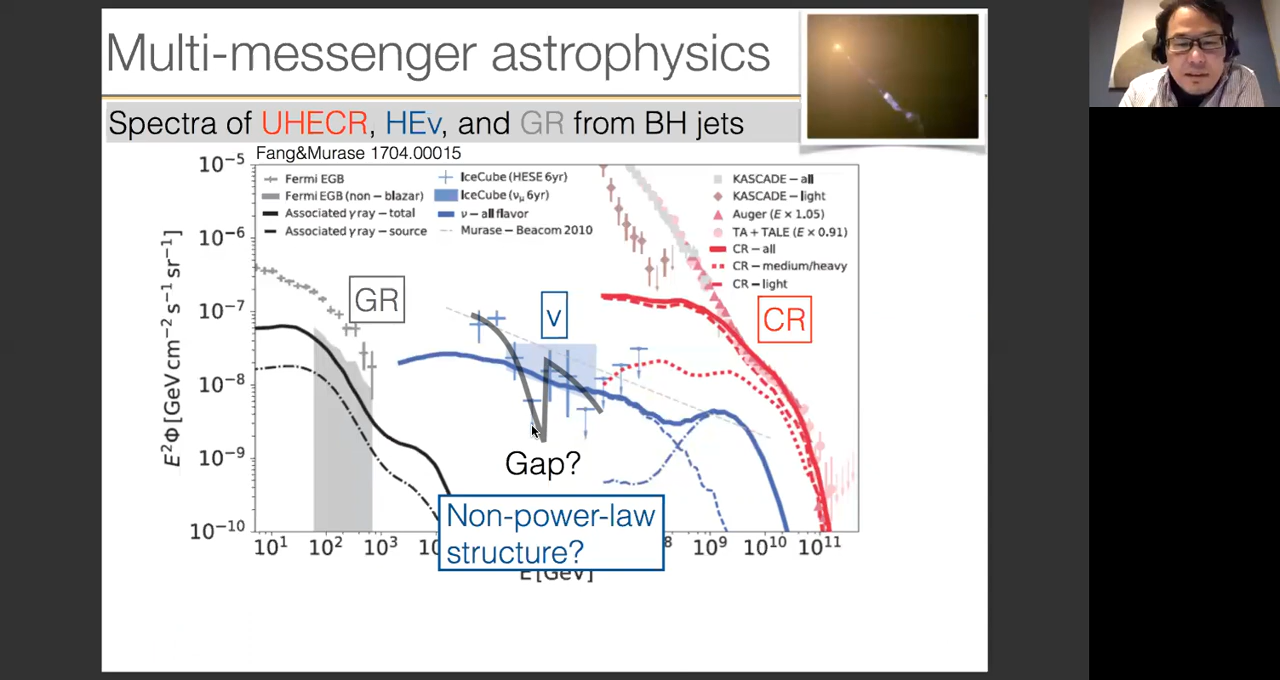 Multi-messenger astrophysics
Spectra of UHECR, HEν, and GR from BH jets
Fang&Murase 1704.00015
Fermi EGB
Fermi EGB (non − blazar)
Associated γ ray − total
Associated γ ray − source
IceCube (HESE 6yr)
IceCube (νμ 6yr)
ν − all flavor
Murase − Beacom 2010
KASCADE − all
KASCADE − light
Auger (E × 1.05)
TA + TALE (E × 0.91)
CR − all
CR − medium/heavy
CR − light
10⁻⁵
10⁻⁶
10⁻⁷
10⁻⁸
10⁻⁹
10⁻¹⁰
E²Φ [GeV cm⁻² s⁻¹ sr⁻¹]
GR
ν
CR
Gap?
Non-power-law
structure?
10¹ 10² 10³ 10⁹ 10¹⁰ 10¹¹
E [GeV]